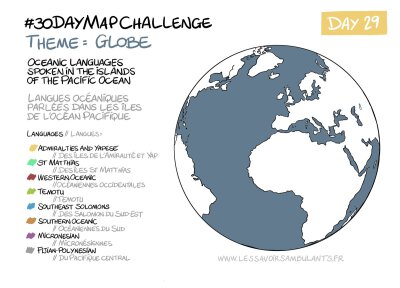 #30DAYMAPCHALLENGE
DAY 29
THEME: GLOBE
OCEANIC LANGUAGES
SPOKEN IN THE ISLANDS
OF THE PACIFIC OCEAN
LANGUES OCÉANIQUES
PARLÉES DANS LES ÎLES
DE L'OCÉAN PACIFIQUE
LANGUAGES // LANGUES:
ADMIRALTIES AND YAPESE
// DES ÎLES DE L'AMIRAUTÉ ET YAP
ST MATTHIAS
// DES ÎLES ST MATTHIAS
WESTERN OCEANIC
// OCÉANIENNES OCCIDENTALES
TEMOTU
// TEMOTU
SOUTHEAST SOLOMONS
// DES SALOMON DU SUD EST
SOUTHERN OCEANIC
// OCÉANIENNES DU SUD
MICRONESIAN
// MICRONÉSIENNES
FIJIAN-POLYNESIAN
// DU PACIFIQUE CENTRAL
WWW.LESSAVOIRSAMBULANTS.FR